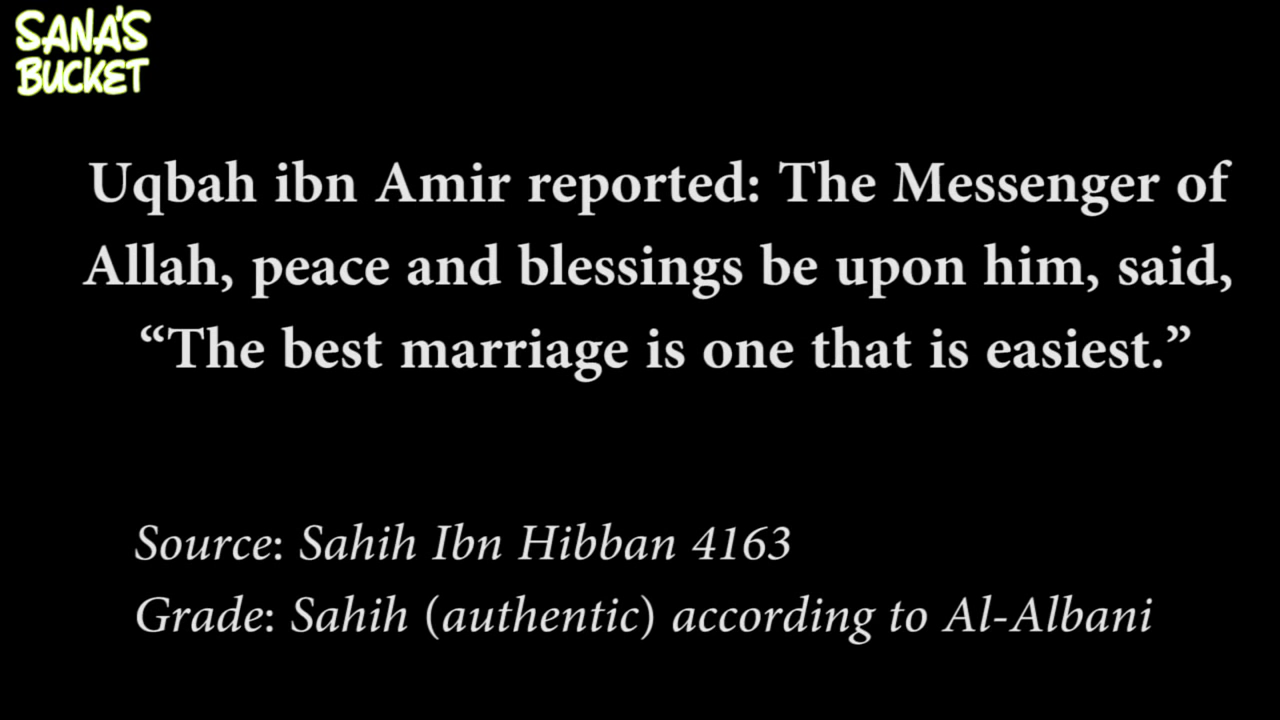 SANA'S
BUCKET
Uqbah ibn Amir reported: The Messenger of
Allah, peace and blessings be upon him, said,
“The best marriage is one that is easiest.”
Source: Sahih Ibn Hibban 4163
Grade: Sahih (authentic) according to Al-Albani